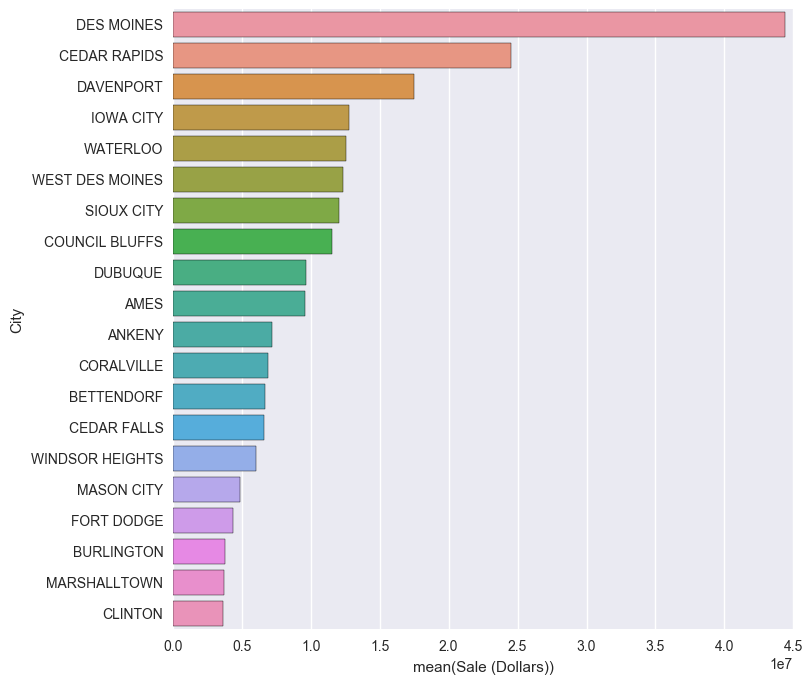 DES MOINES
CEDAR RAPIDS
DAVENPORT
IOWA CITY
WATERLOO
WEST DES MOINES
SIOUX CITY
COUNCIL BLUFFS
DUBUQUE
AMES
City
ANKENY
CORALVILLE
BETTENDORF
CEDAR FALLS
WINDSOR HEIGHTS
MASON CITY
FORT DODGE
BURLINGTON
MARSHALLTOWN
CLINTON
0.0 0.5 1.0 1.5 2.0 2.5 3.0 3.5 4.0 4.5
1e7
mean(Sale (Dollars))